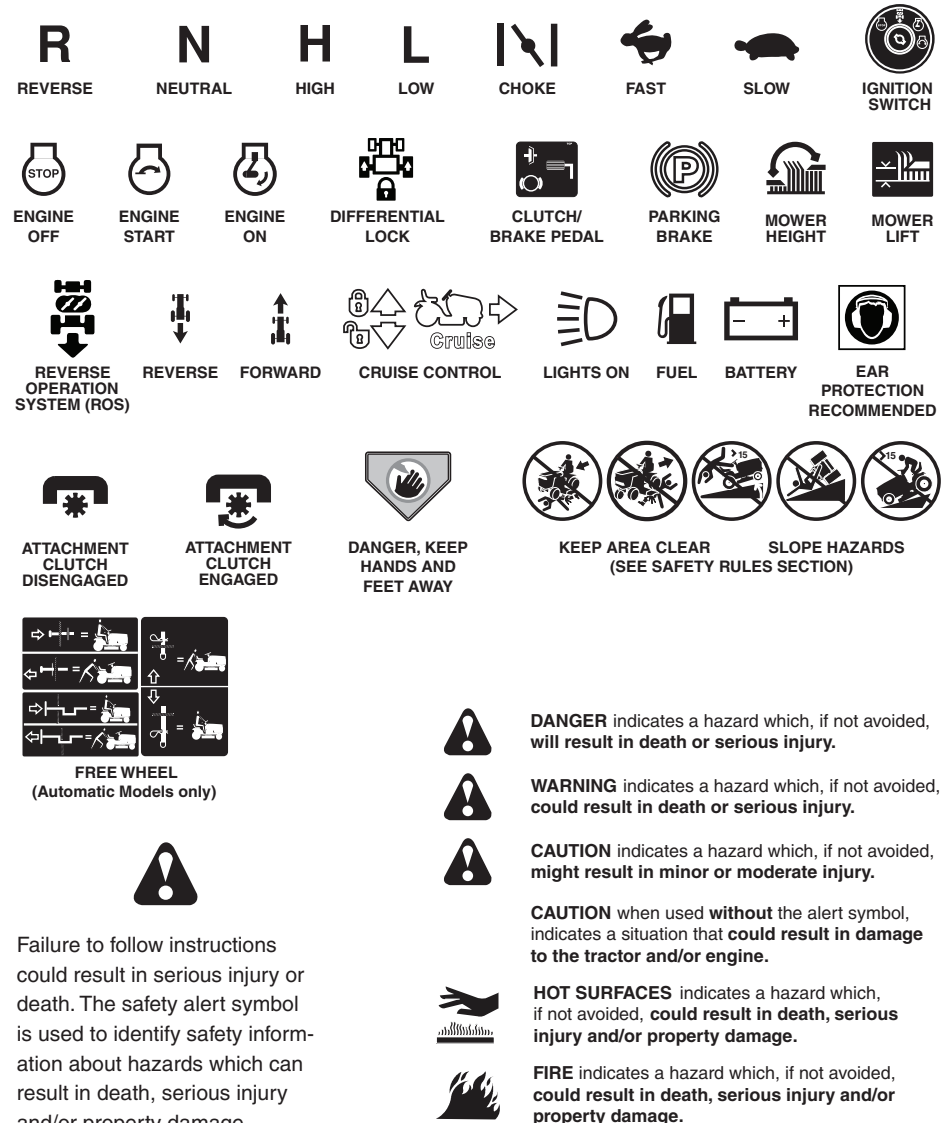 R N H L
REVERSE NEUTRAL HIGH LOW CHOKE FAST SLOW IGNITION
SWITCH
STOP
P
ENGINE ENGINE ENGINE DIFFERENTIAL CLUTCH/ PARKING MOWER MOWER
OFF START ON LOCK BRAKE PEDAL BRAKE HEIGHT LIFT
Cruise
- +
REVERSE REVERSE FORWARD CRUISE CONTROL LIGHTS ON FUEL BATTERY EAR
OPERATION PROTECTION
SYSTEM (ROS) RECOMMENDED
>15 >15
ATTACHMENT ATTACHMENT DANGER, KEEP KEEP AREA CLEAR SLOPE HAZARDS
CLUTCH CLUTCH HANDS AND (SEE SAFETY RULES SECTION)
DISENGAGED ENGAGED FEET AWAY
= =
= =
FREE WHEEL
(Automatic Models only)
Failure to follow instructions
could result in serious injury or
death. The safety alert symbol
is used to identify safety inform-
ation about hazards which can
result in death, serious injury
and/or property damage
DANGER indicates a hazard which, if not avoided,
will result in death or serious injury.
WARNING indicates a hazard which, if not avoided,
could result in death or serious injury.
CAUTION indicates a hazard which, if not avoided,
might result in minor or moderate injury.
CAUTION when used without the alert symbol,
indicates a situation that could result in damage
to the tractor and/or engine.
HOT SURFACES indicates a hazard which,
if not avoided, could result in death, serious
injury and/or property damage.
FIRE indicates a hazard which, if not avoided,
could result in death, serious injury and/or
property damage.